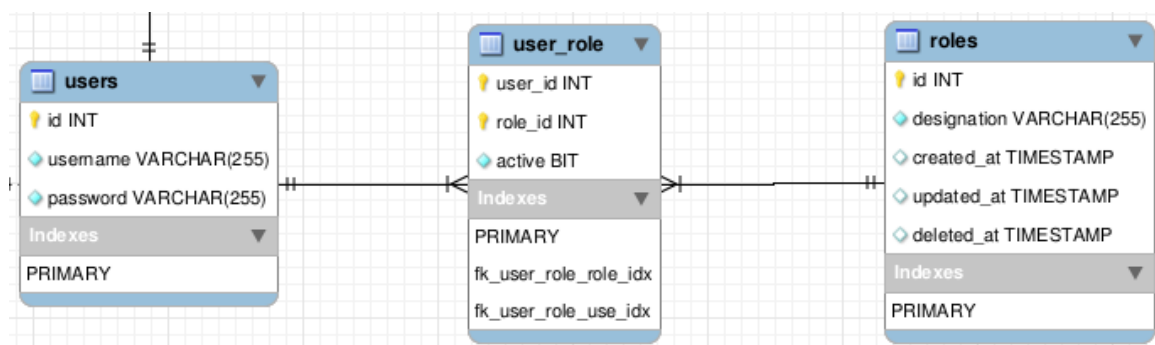 users
id INT
username VARCHAR(255)
password VARCHAR(255)
Indexes
PRIMARY
user_role
user_id INT
role_id INT
active BIT
Indexes
PRIMARY
fk_user_role_role_idx
fk_user_role_use_idx
roles
id INT
designation VARCHAR(255)
created_at TIMESTAMP
updated_at TIMESTAMP
deleted_at TIMESTAMP
Indexes
PRIMARY